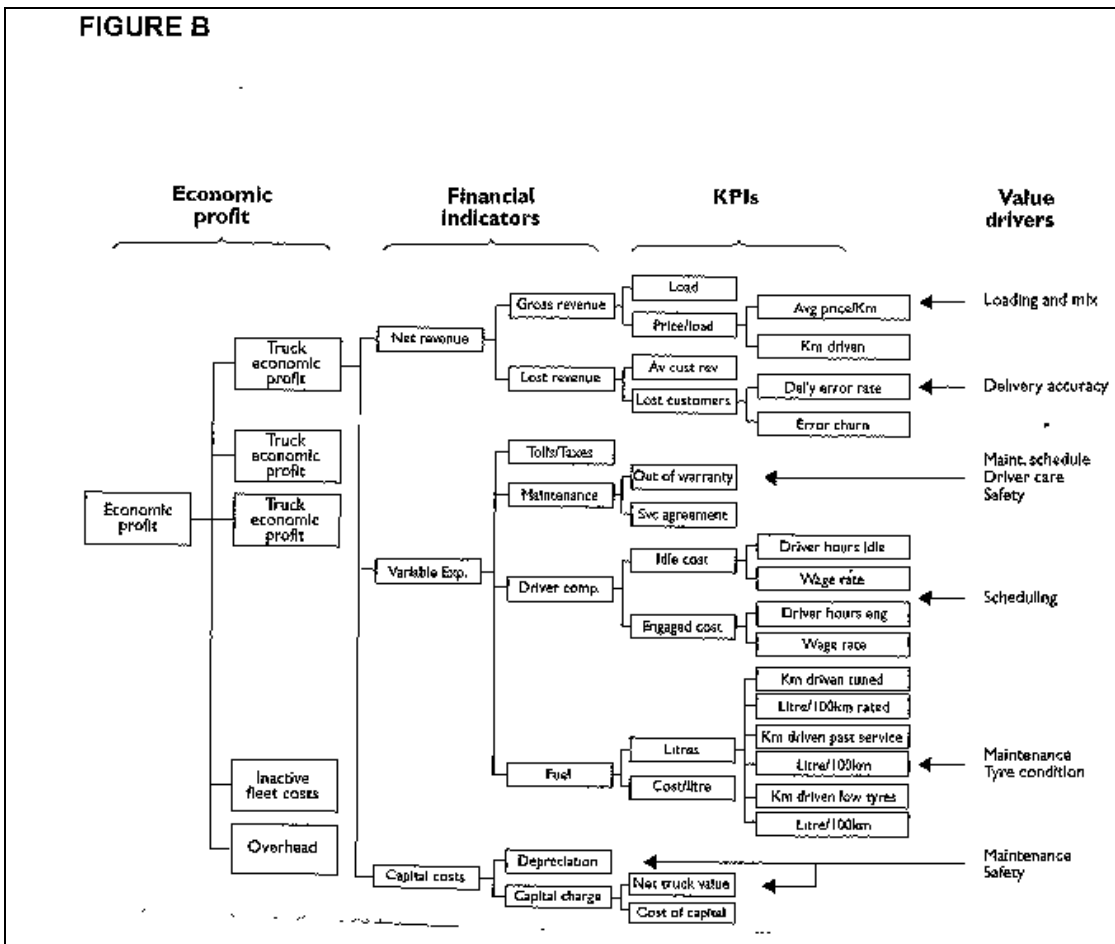 FIGURE B
Economic
profit
Financial
indicators
KPIs
Value
drivers
Economic
profit
Truck
economic
profit
Truck
economic
profit
Truck
economic
profit
Inactive
fleet costs
Overhead
Net revenue
Variable Exp.
Capital costs
Gross revenue
Lost revenue
Tolls/Taxes
Maintenance
Driver comp.
Fuel
Depreciation
Capital charge
Load
Price/load
Av cust rev
Lost customers
Out of warranty
Svc agreement
Idle cost
Engaged cost
Litres
Cost/litre
Net truck value
Cost of capital
Avg price/Km
Km driven
Del'y error rate
Error churn
Driver hours idle
Wage rate
Driver hours eng
Wage rate
Km driven tuned
Litre/100km rated
Km driven past service
Litre/100km
Km driven low tyres
Litre/100km
Loading and mix
Delivery accuracy
Maint. schedule
Driver care
Safety
Scheduling
Maintenance
Tyre condition
Maintenance
Safety